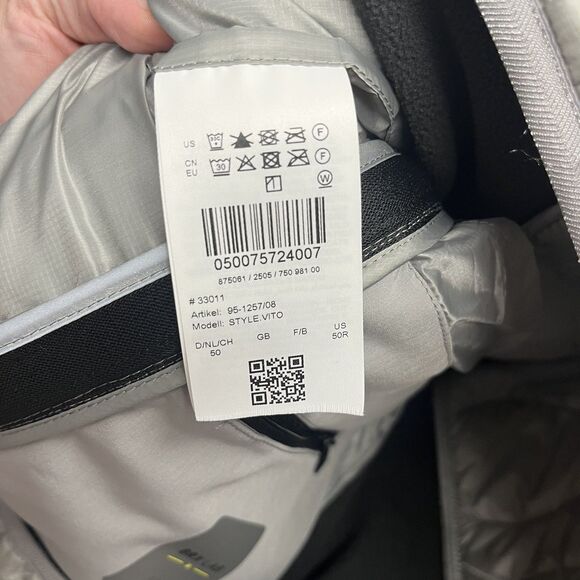 US F
CN 30 F
EU
W
050075724007
875061 / 2505 / 750 981 00
# 33011
Artikel: 95-1257/08
Modell: STYLE.VITO
D/NL/CH GB F/B US
50 50R